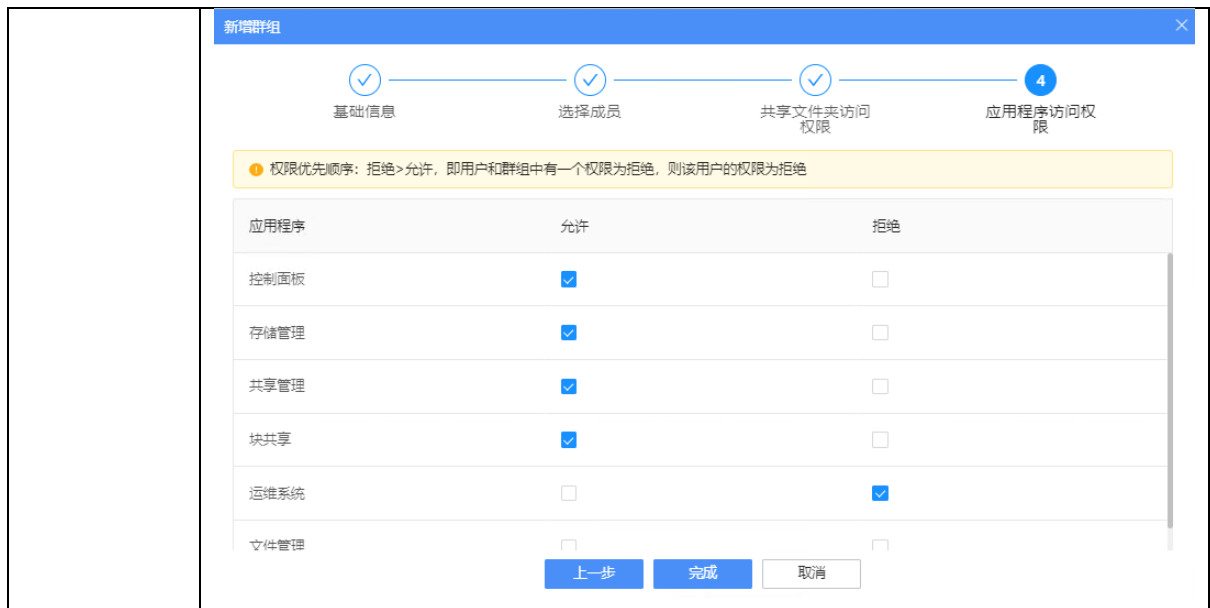 新增群组
基础信息
选择成员
共享文件夹访问
权限
4
应用程序访问权
限
权限优先顺序：拒绝>允许，即用户和群组中有一个权限为拒绝，则该用户的权限为拒绝
应用程序 允许 拒绝
控制面板
存储管理
共享管理
块共享
运维系统
文件管理
上一步 完成 取消